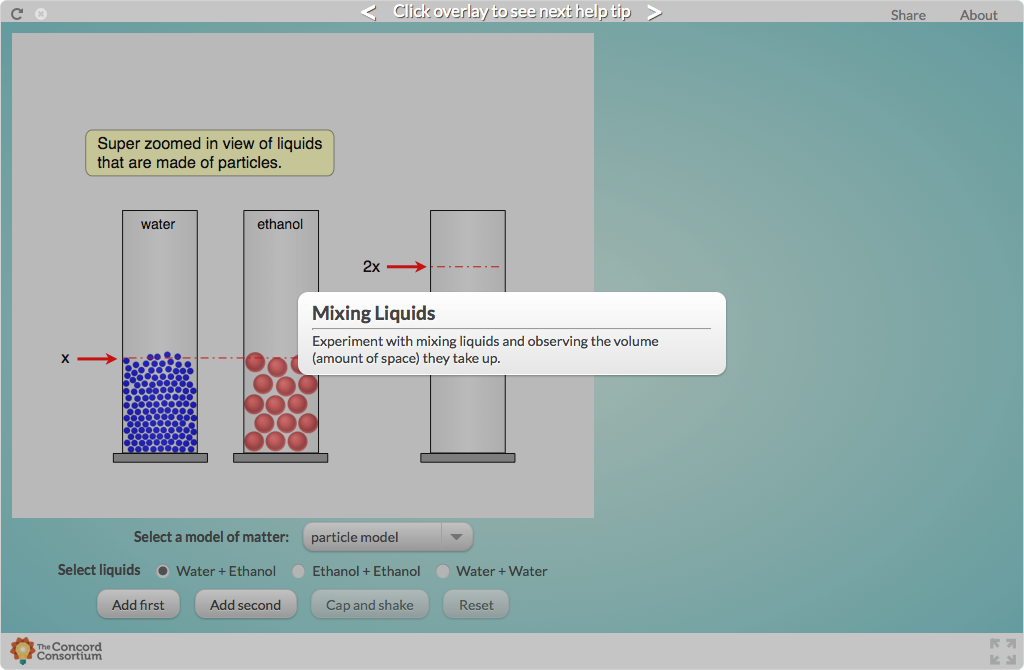 < Click overlay to see next help tip >
Share About
Super zoomed in view of liquids
that are made of particles.
water ethanol
2x
Mixing Liquids
Experiment with mixing liquids and observing the volume
(amount of space) they take up.
x
Select a model of matter: particle model
Select liquids Water + Ethanol Ethanol + Ethanol Water + Water
Add first Add second Cap and shake Reset
The Concord
Consortium